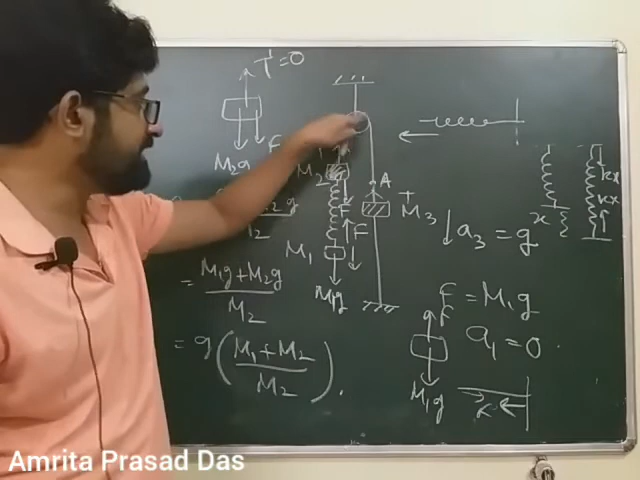 T' = 0
F
M₂g
M₂
A
T
M₃
F
F
M₁
M₁g
↓a₃ = g
x
kx
kx
= M₁g + M₂g / M₂
= g ( M₁ + M₂ / M₂ ) .
F = M₁g
F
a₁ = 0
M₁g
Amrita Prasad Das